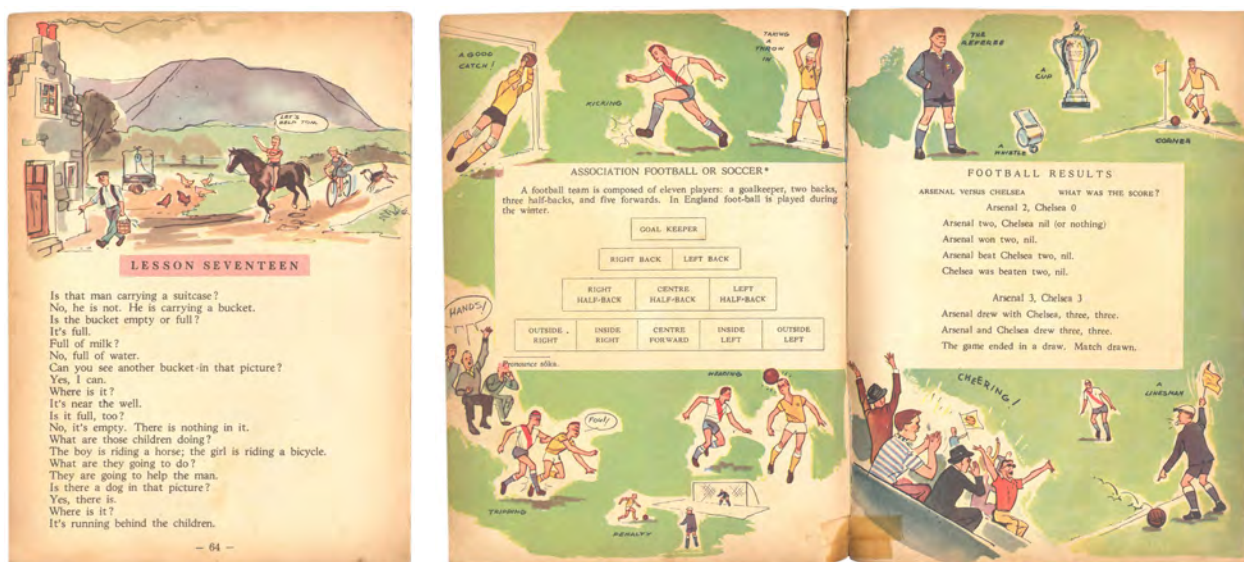 LET'S
HELP HIM.
LESSON SEVENTEEN
Is that man carrying a suitcase?
No, he is not. He is carrying a bucket.
Is the bucket empty or full?
It's full.
Full of milk?
No, full of water.
Can you see another bucket in that picture?
Yes, I can.
Where is it?
It's near the well.
Is it full, too?
No, it's empty. There is nothing in it.
What are those children doing?
The boy is riding a horse; the girl is riding a bicycle.
What are they going to do?
They are going to help the man.
Is there a dog in that picture?
Yes, there is.
Where is it?
It's running behind the children.
— 64 —
A GOOD
CATCH!
KICKING
TAKING
A
THROW
IN
ASSOCIATION FOOTBALL OR SOCCER*
A football team is composed of eleven players: a goalkeeper, two backs,
three half-backs, and five forwards. In England foot-ball is played during
the winter.
GOAL KEEPER
RIGHT BACK LEFT BACK
RIGHT
HALF-BACK
CENTRE
HALF-BACK
LEFT
HALF-BACK
OUTSIDE
RIGHT
INSIDE
RIGHT
CENTRE
FORWARD
INSIDE
LEFT
OUTSIDE
LEFT
Pronounce
HANDS!
HEADING
FOUL!
TRIPPING
PENALTY
THE
REFEREE
A
CUP
A
WHISTLE
CORNER
FOOTBALL RESULTS
ARSENAL VERSUS CHELSEA WHAT WAS THE SCORE?
Arsenal 2, Chelsea 0
Arsenal two, Chelsea nil (or nothing)
Arsenal won two, nil.
Arsenal beat Chelsea two, nil.
Chelsea was beaten two, nil.
Arsenal 3, Chelsea 3
Arsenal drew with Chelsea, three, three.
Arsenal and Chelsea drew three, three.
The game ended in a draw. Match drawn.
CHEERING!
A
LINESMAN